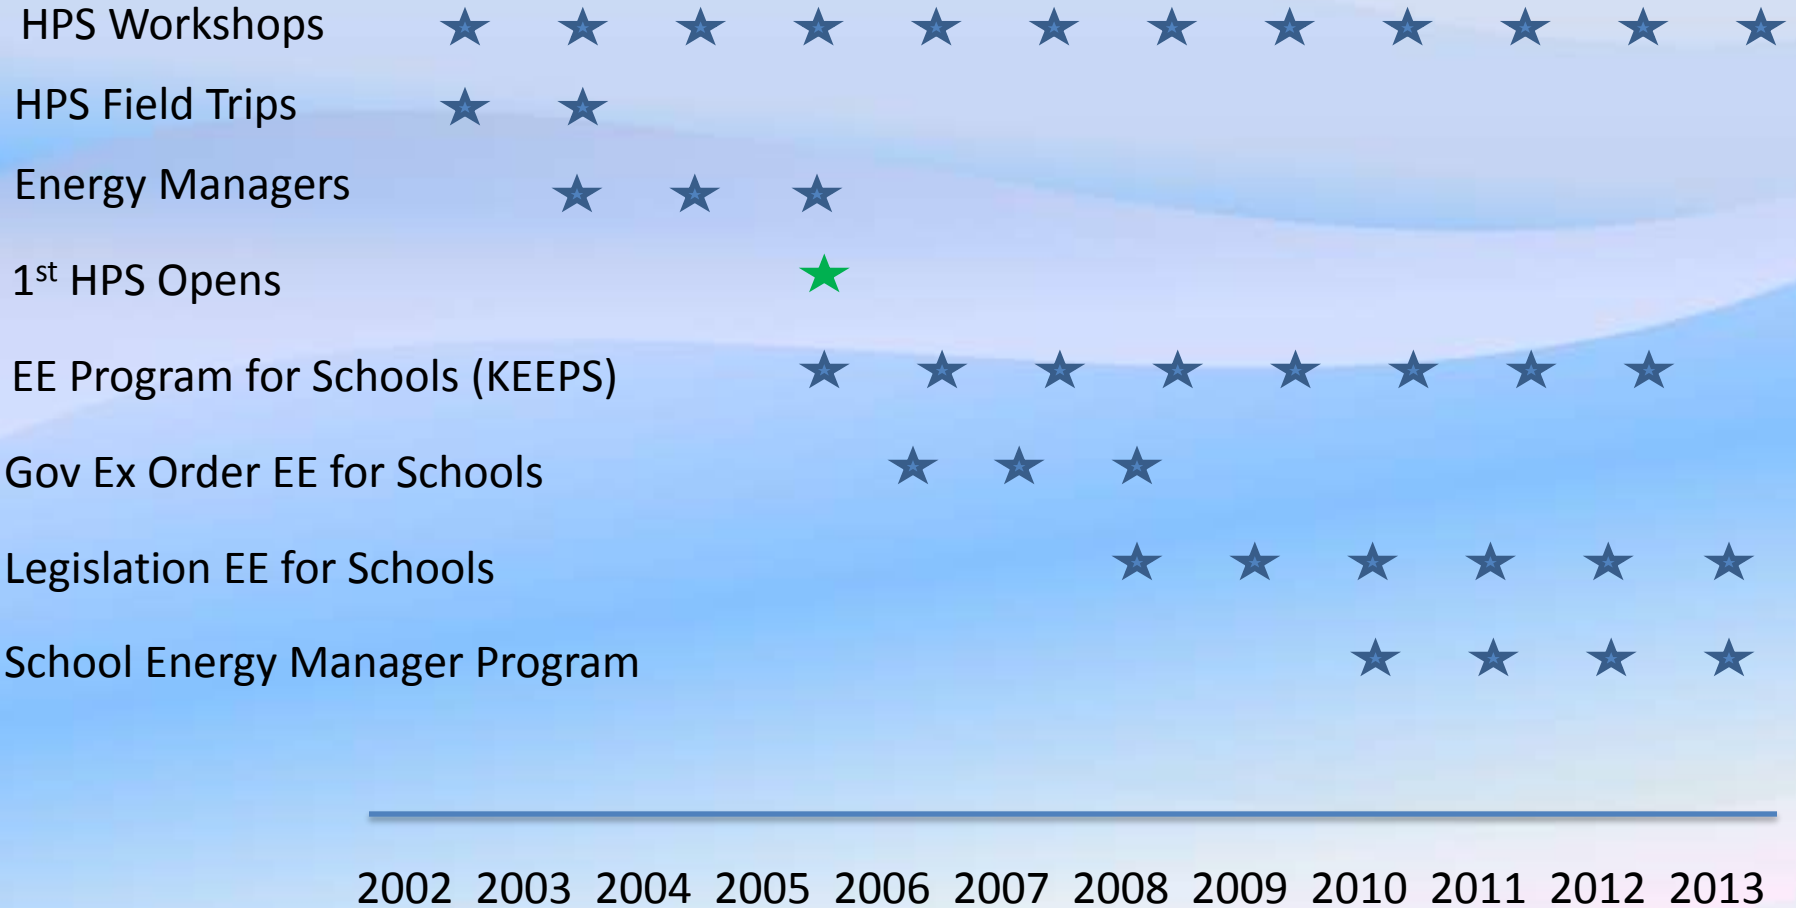 HPS Workshops
HPS Field Trips
Energy Managers
1st HPS Opens
EE Program for Schools (KEEPS)
Gov Ex Order EE for Schools
Legislation EE for Schools
School Energy Manager Program
2002 2003 2004 2005 2006 2007 2008 2009 2010 2011 2012 2013